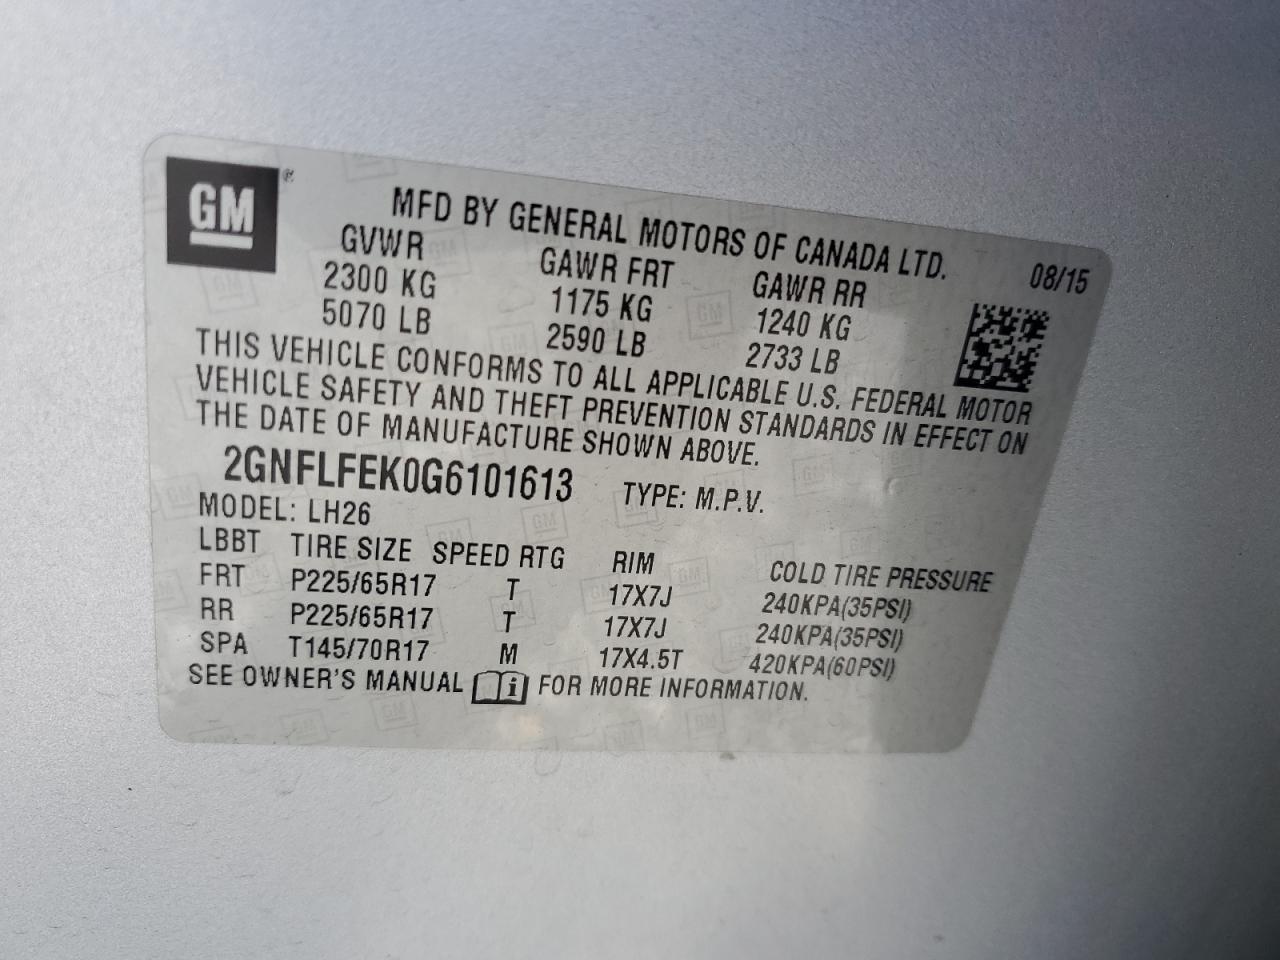 GM®
MFD BY GENERAL MOTORS OF CANADA LTD.
08/15
GVWR GAWR FRT GAWR RR
2300 KG 1175 KG 1240 KG
5070 LB 2590 LB 2733 LB
THIS VEHICLE CONFORMS TO ALL APPLICABLE U.S. FEDERAL MOTOR
VEHICLE SAFETY AND THEFT PREVENTION STANDARDS IN EFFECT ON
THE DATE OF MANUFACTURE SHOWN ABOVE.
2GNFLFEK0G6101613 TYPE: M.P.V.
MODEL: LH26
LBBT TIRE SIZE SPEED RTG RIM COLD TIRE PRESSURE
FRT P225/65R17 T 17X7J 240KPA(35PSI)
RR P225/65R17 T 17X7J 240KPA(35PSI)
SPA T145/70R17 M 17X4.5T 420KPA(60PSI)
SEE OWNER'S MANUAL i FOR MORE INFORMATION.